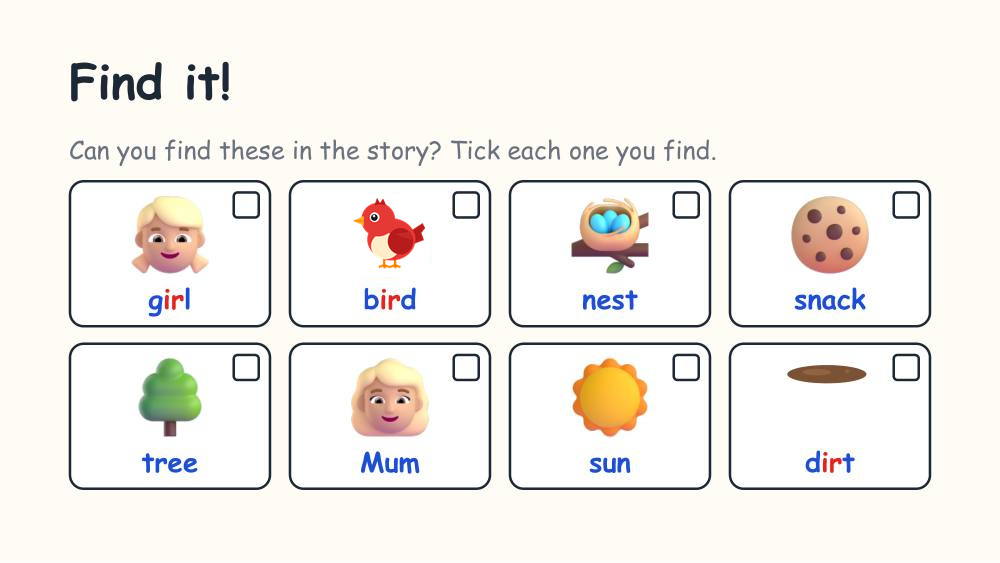 Find it!
Can you find these in the story? Tick each one you find.
girl bird nest snack
tree Mum sun dirt